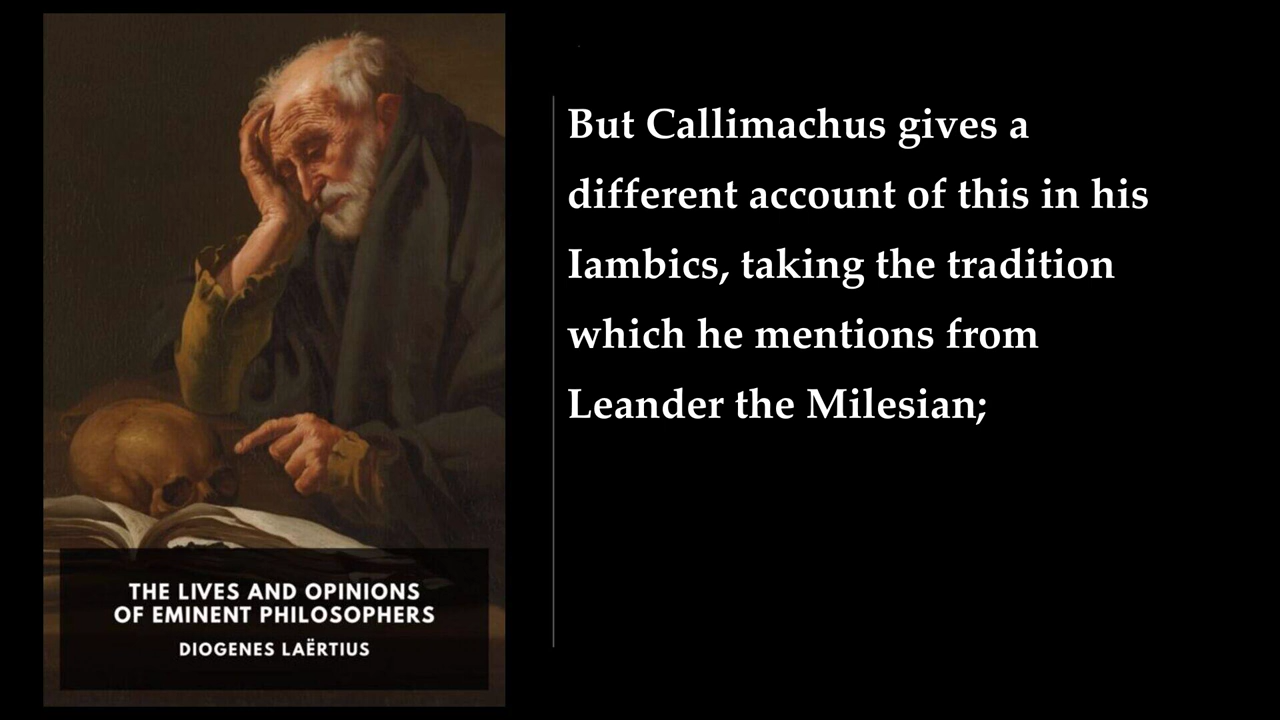 THE LIVES AND OPINIONS
OF EMINENT PHILOSOPHERS
DIOGENES LAËRTIUS
But Callimachus gives a
different account of this in his
Iambics, taking the tradition
which he mentions from
Leander the Milesian;